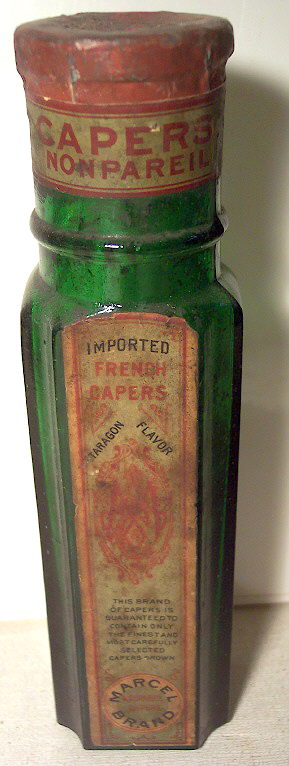 CAPERS
NONPAREIL
IMPORTED
FRENCH
CAPERS
TARAGON FLAVOR
THIS BRAND
OF CAPERS IS
GUARANTEED TO
CONTAIN ONLY
THE FINEST AND
MOST CAREFULLY
SELECTED
CAPERS GROWN
MARCEL
BRAND